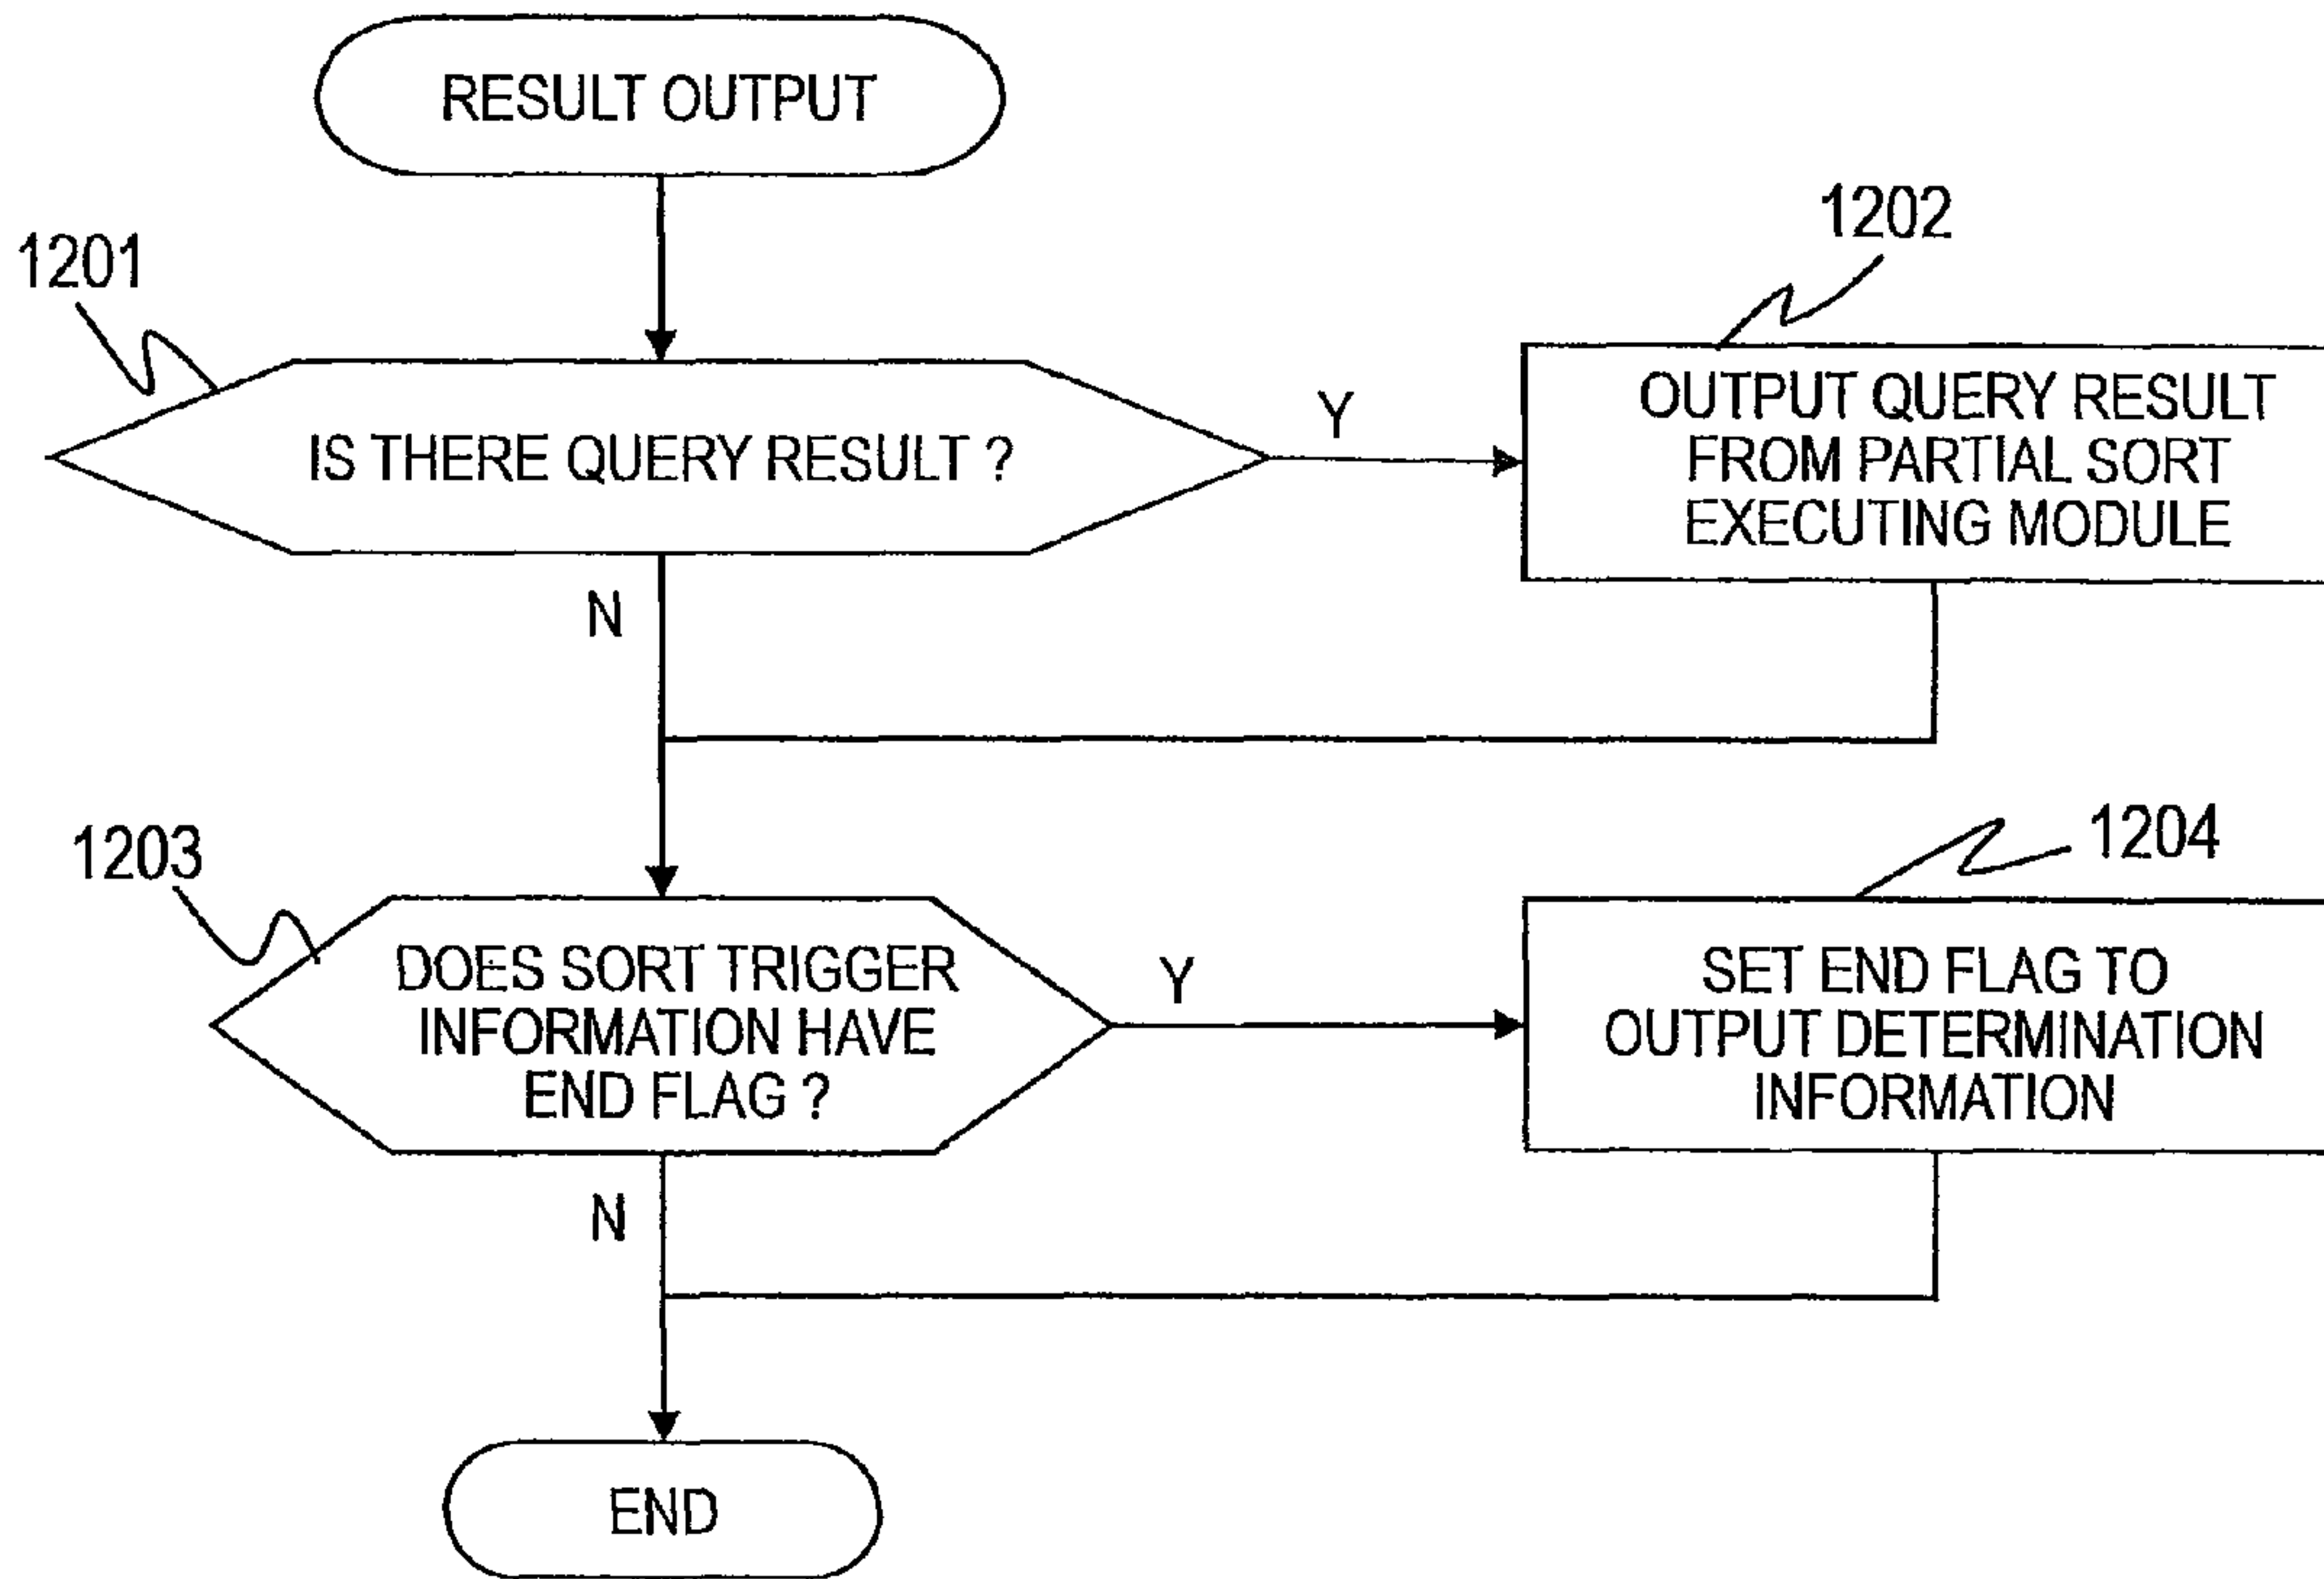 RESULT OUTPUT
1201
IS THERE QUERY RESULT ?
Y
1202
OUTPUT QUERY RESULT
FROM PARTIAL SORT
EXECUTING MODULE
N
1203
DOES SORT TRIGGER
INFORMATION HAVE
END FLAG ?
Y
1204
SET END FLAG TO
OUTPUT DETERMINATION
INFORMATION
N
END